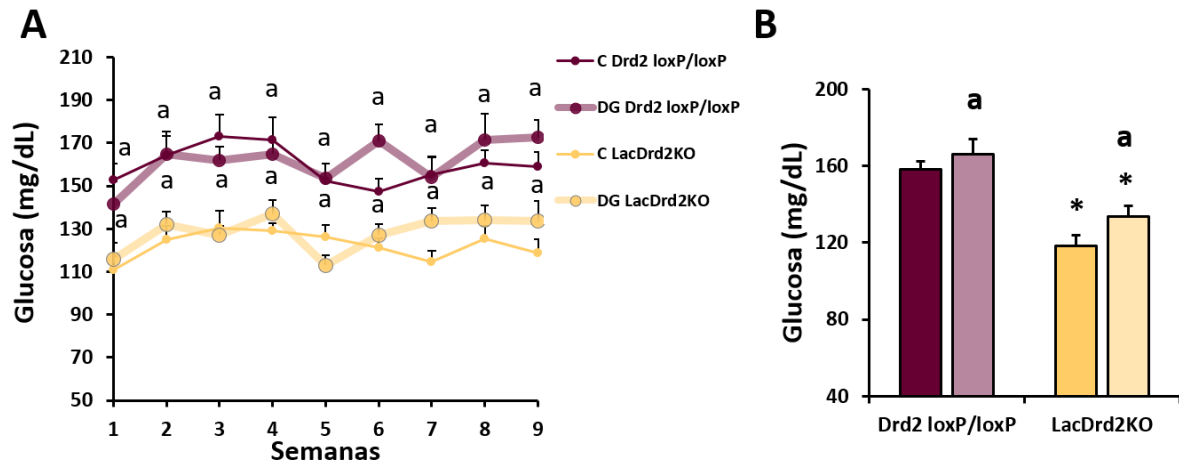 A
Glucosa (mg/dL)
210
190
170
150
130
110
90
70
50
a a a a a a a a a
a a a a a a a a a
1 2 3 4 5 6 7 8 9
Semanas
C Drd2 loxP/loxP
DG Drd2 loxP/loxP
C LacDrd2KO
DG LacDrd2KO
B
Glucosa (mg/dL)
200
160
120
80
40
a
a
* *
Drd2 loxP/loxP LacDrd2KO